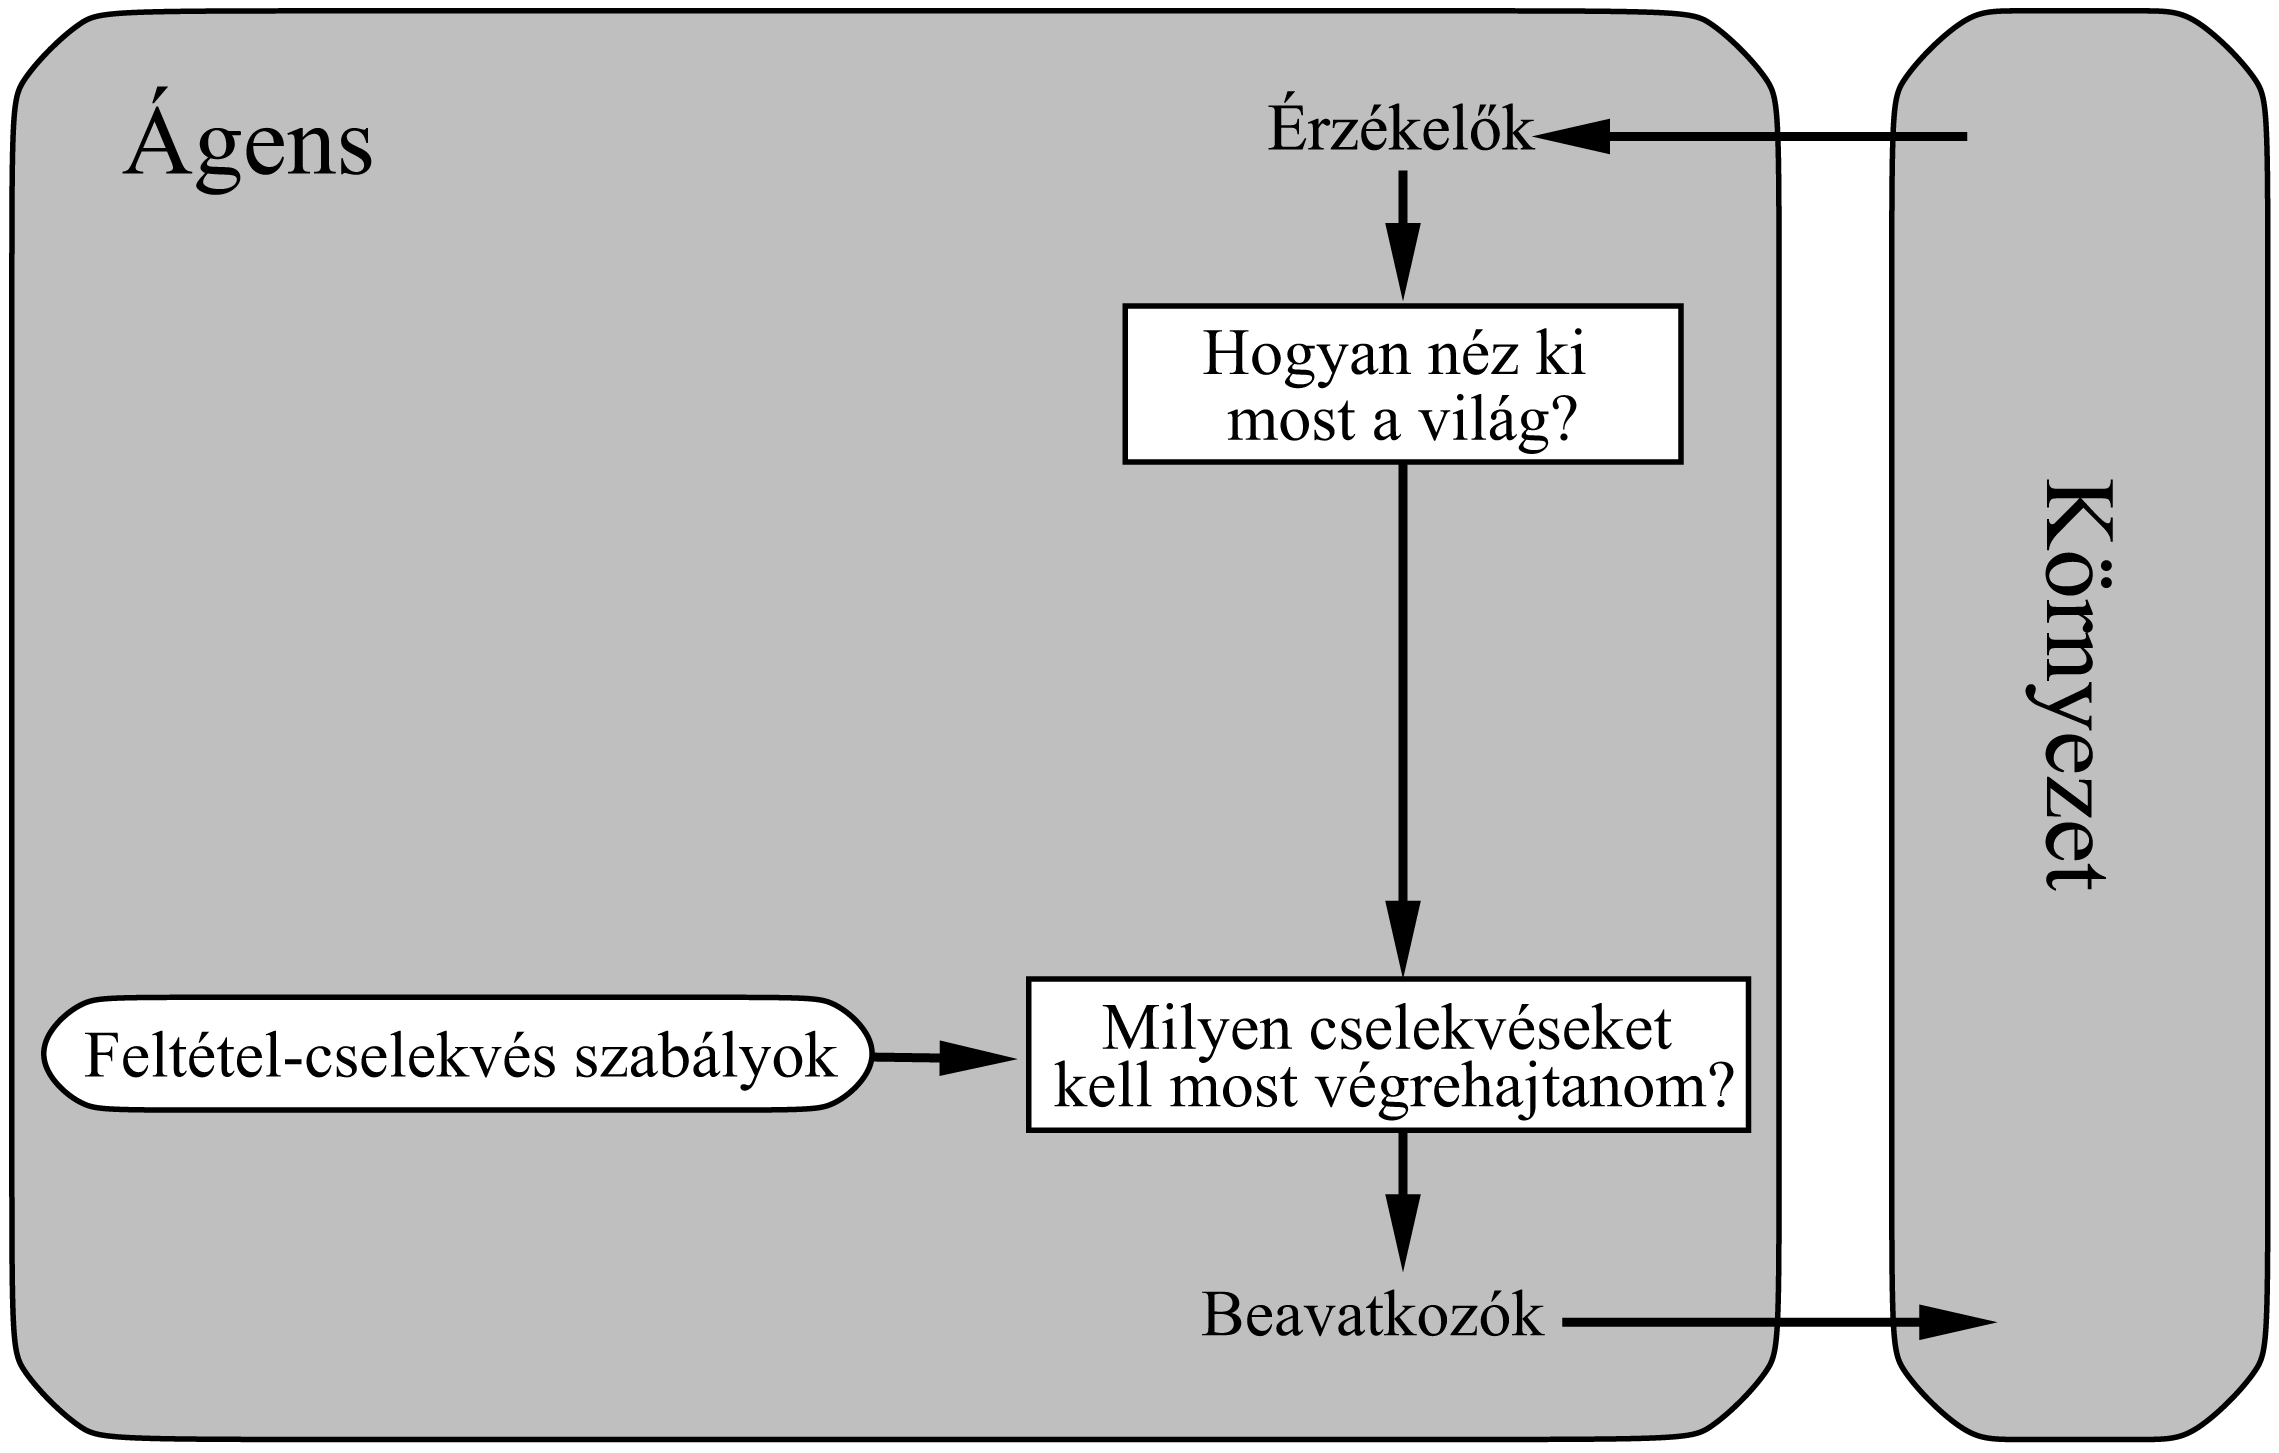 Ágens
Érzékelők
Hogyan néz ki
most a világ?
Környezet
Feltétel-cselekvés szabályok
Milyen cselekvéseket
kell most végrehajtanom?
Beavatkozók